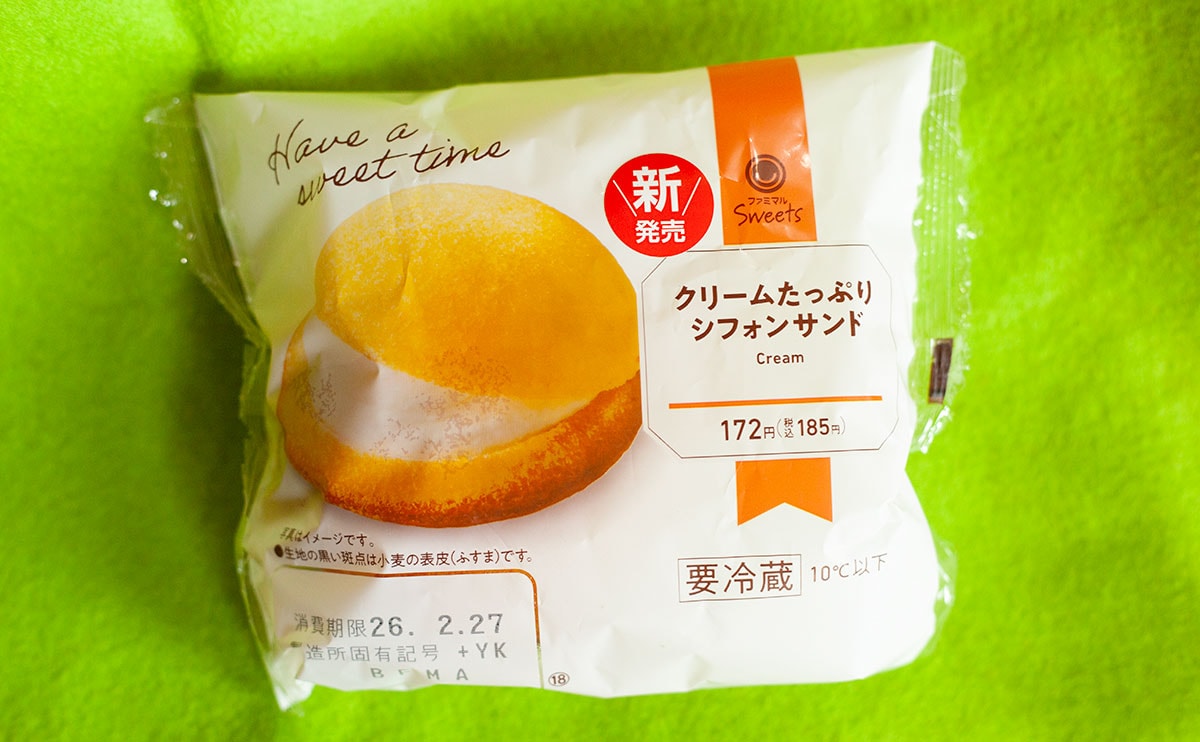 Have a
sweet time
新
発売
ファミマル
Sweets
クリームたっぷり
シフォンサンド
Cream
172円(税込185円)
写真はイメージです。
●生地の黒い斑点は小麦の表皮(ふすま)です。
要冷蔵 10℃以下
消費期限26. 2.27
造所固有記号 +YK
M A
⑱